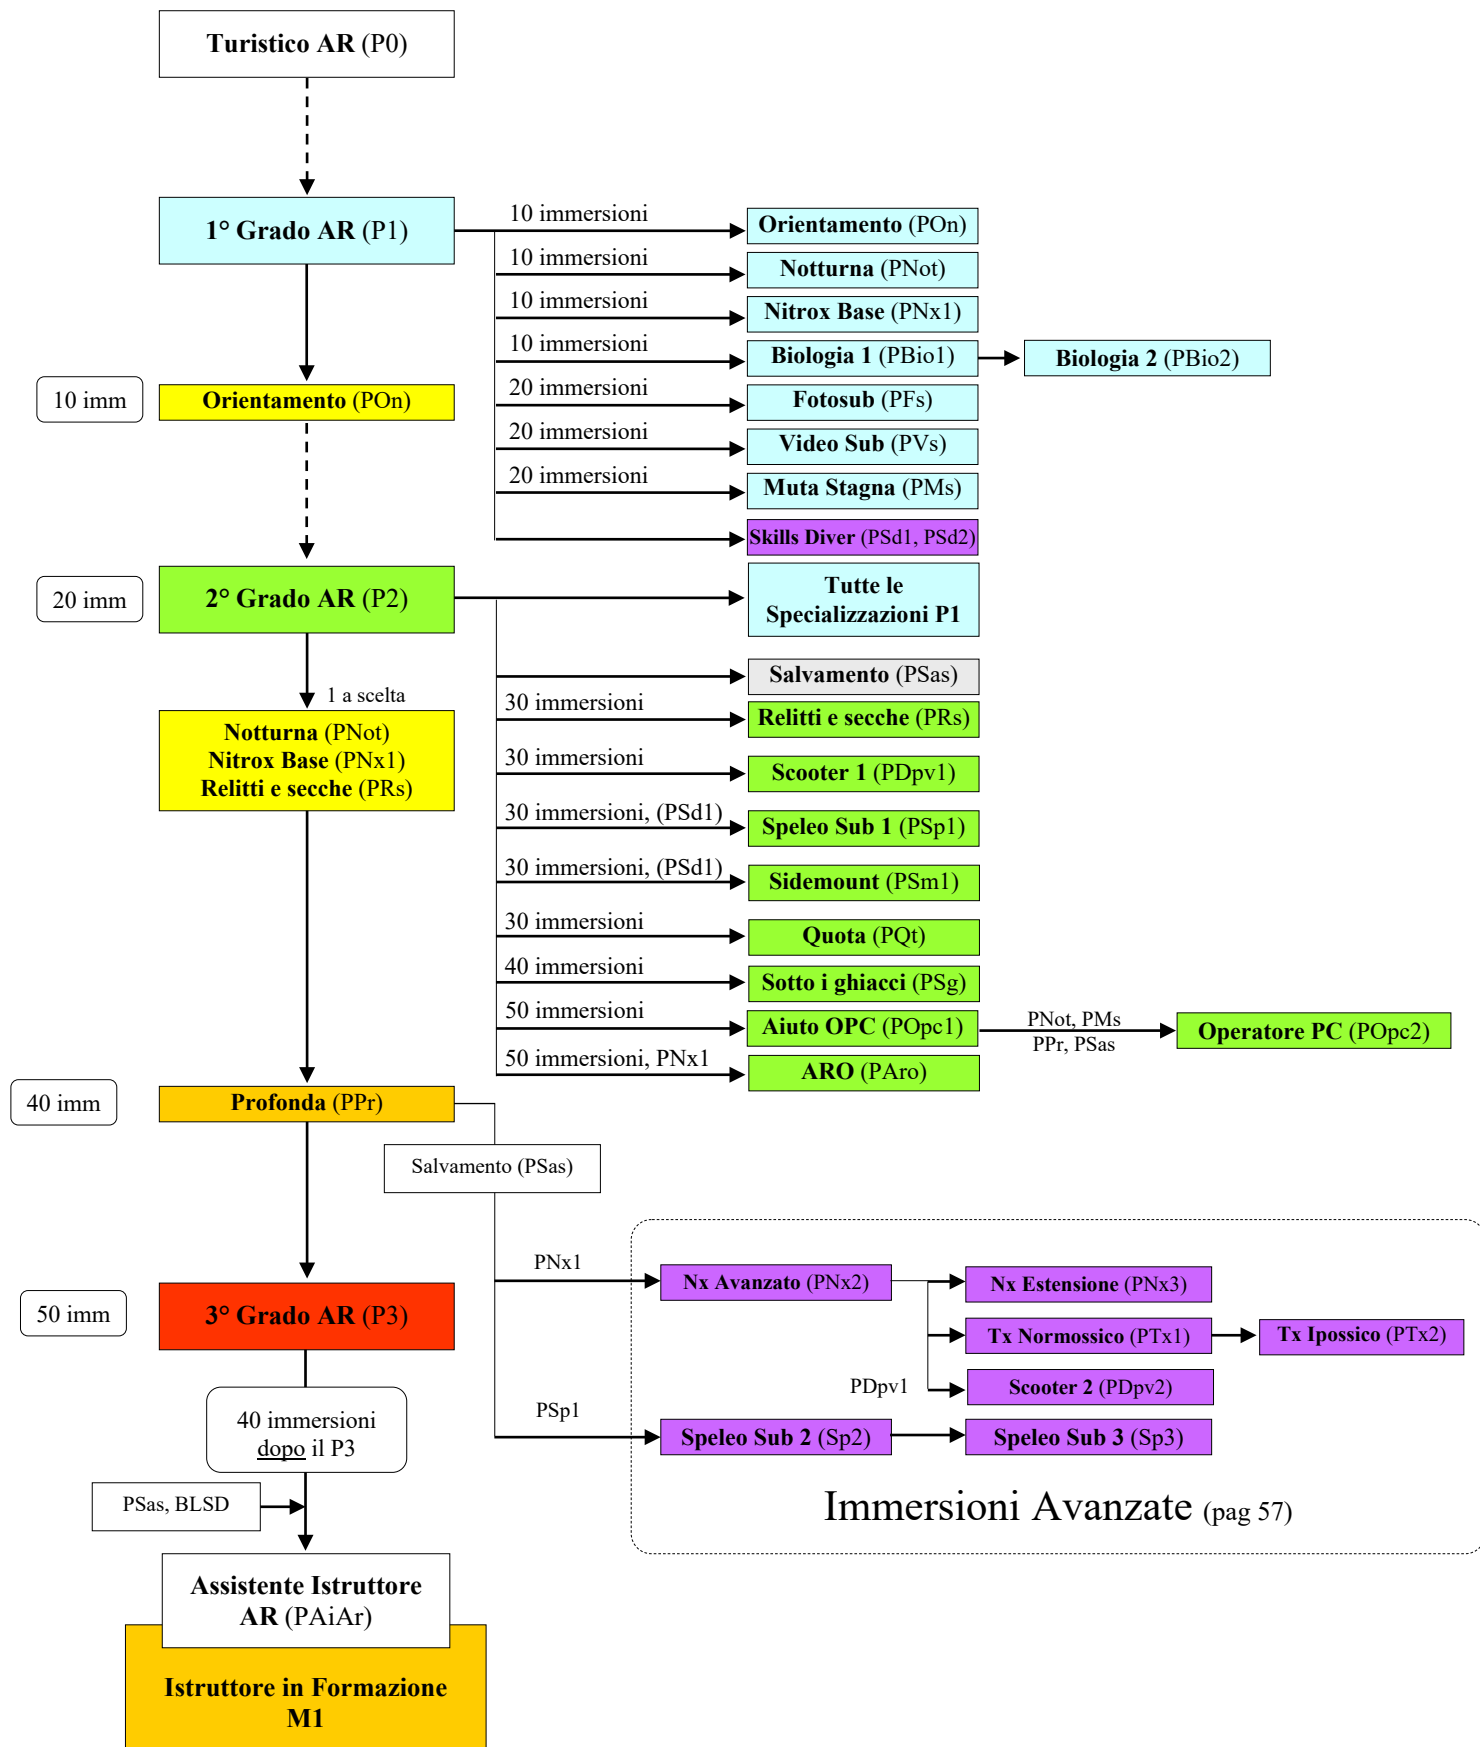 Turistico AR (P0)
1° Grado AR (P1)
10 immersioni
Orientamento (POn)
10 immersioni
Notturna (PNot)
10 immersioni
Nitrox Base (PNx1)
10 immersioni
Biologia 1 (PBio1)
Biologia 2 (PBio2)
10 imm
Orientamento (POn)
20 immersioni
Fotosub (PFs)
20 immersioni
Video Sub (PVs)
20 immersioni
Muta Stagna (PMs)
Skills Diver (PSd1, PSd2)
20 imm
2° Grado AR (P2)
Tutte le
Specializzazioni P1
1 a scelta
Notturna (PNot)
Nitrox Base (PNx1)
Relitti e secche (PRs)
Salvamento (PSas)
30 immersioni
Relitti e secche (PRs)
30 immersioni
Scooter 1 (PDpv1)
30 immersioni, (PSd1)
Speleo Sub 1 (PSp1)
30 immersioni, (PSd1)
Sidemount (PSm1)
30 immersioni
Quota (PQt)
40 immersioni
Sotto i ghiacci (PSg)
50 immersioni
Aiuto OPC (POpc1)
PNot, PMs
PPr, PSas
Operatore PC (POpc2)
50 immersioni, PNx1
ARO (PAro)
40 imm
Profonda (PPr)
Salvamento (PSas)
PNx1
Nx Avanzato (PNx2)
Nx Estensione (PNx3)
Tx Normossico (PTx1)
Tx Ipossico (PTx2)
PDpv1
Scooter 2 (PDpv2)
PSp1
Speleo Sub 2 (Sp2)
Speleo Sub 3 (Sp3)
Immersioni Avanzate (pag 57)
50 imm
3° Grado AR (P3)
40 immersioni
dopo il P3
PSas, BLSD
Assistente Istruttore
AR (PAiAr)
Istruttore in Formazione
M1